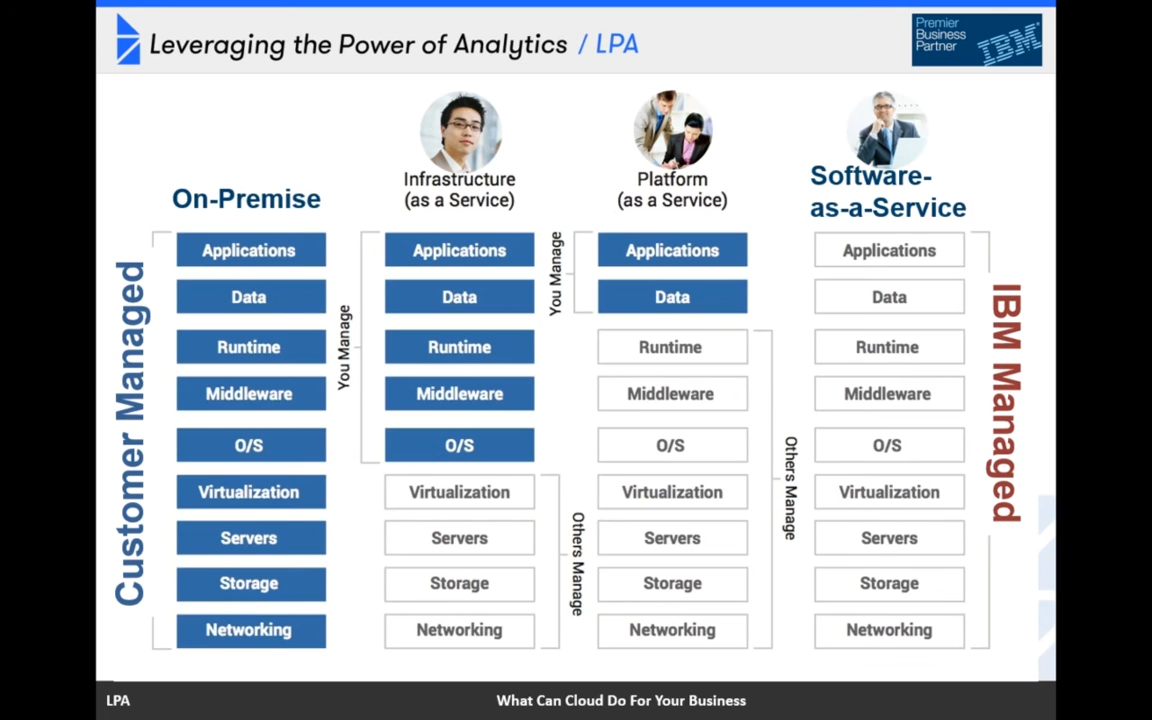 Leveraging the Power of Analytics / LPA
Premier
Business
Partner
IBM
On-Premise
Infrastructure
(as a Service)
Platform
(as a Service)
Software-
as-a-Service
Customer Managed
Applications
Data
Runtime
Middleware
O/S
Virtualization
Servers
Storage
Networking
You Manage
Applications
Data
Runtime
Middleware
O/S
Virtualization
Servers
Storage
Networking
Others Manage
You Manage
Applications
Data
Runtime
Middleware
O/S
Virtualization
Servers
Storage
Networking
Others Manage
Applications
Data
Runtime
Middleware
O/S
Virtualization
Servers
Storage
Networking
IBM Managed
LPA
What Can Cloud Do For Your Business